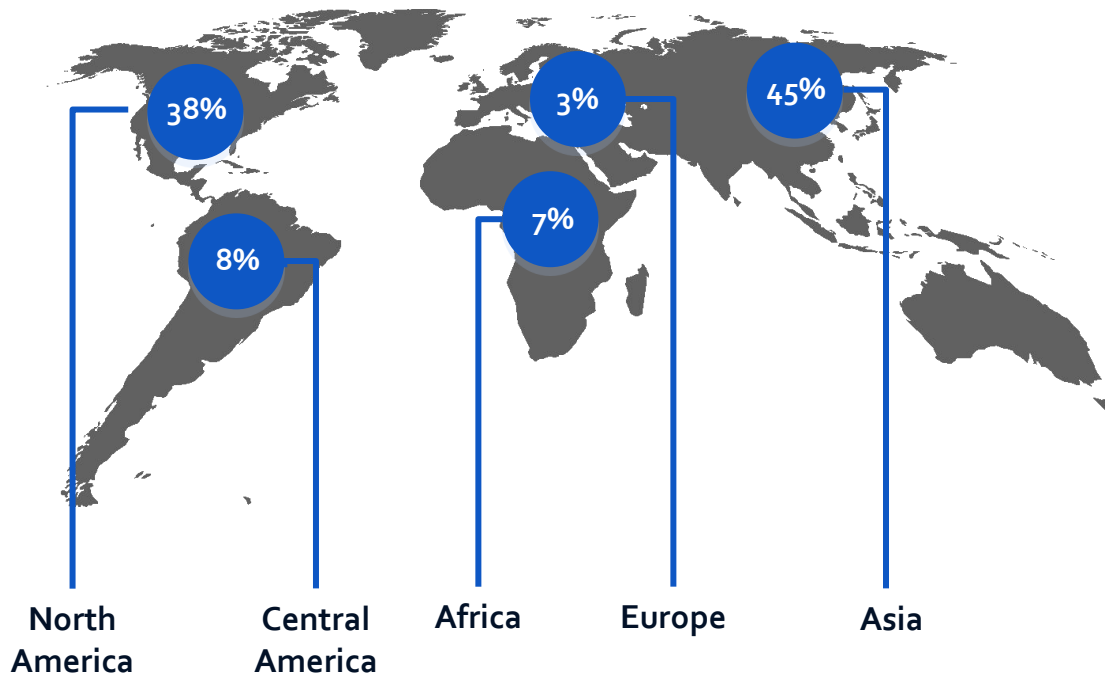 38%
3%
45%
7%
8%
North
America
Central
America
Africa
Europe
Asia